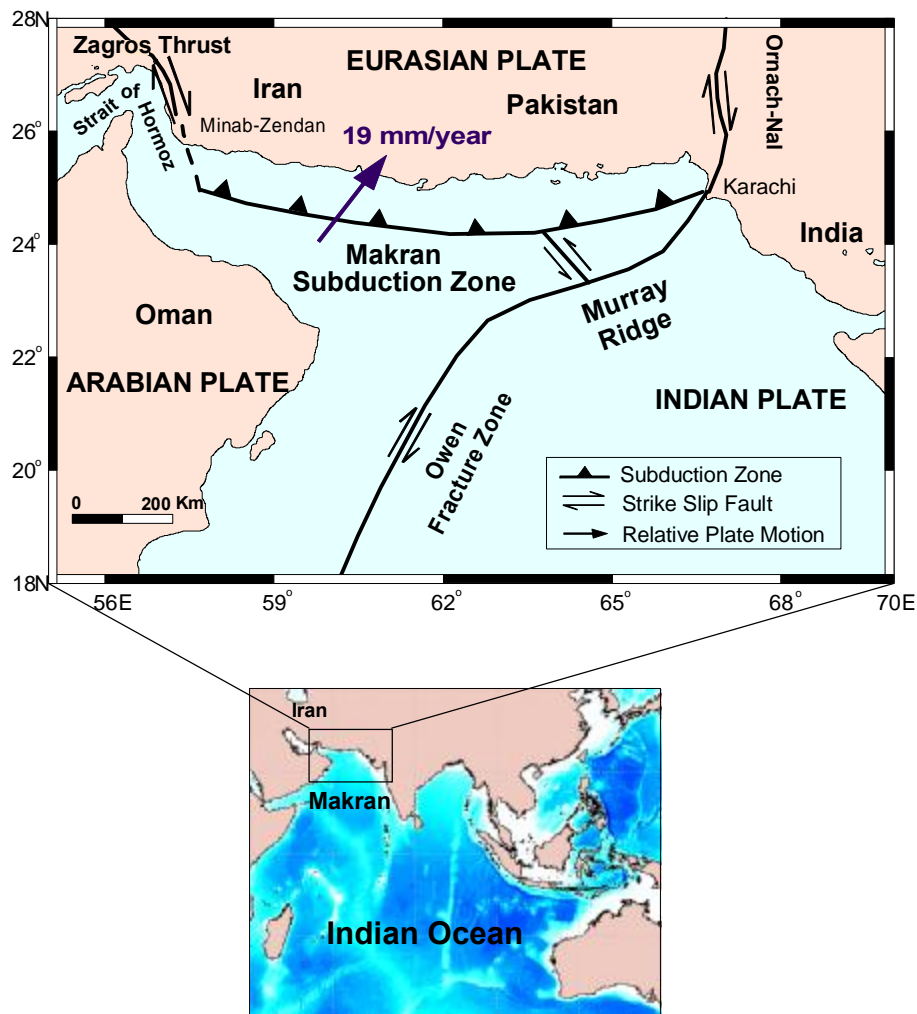 28N
26°
24°
22°
20°
18N
56E
59°
62°
65°
68°
70E
Zagros Thrust
EURASIAN PLATE
Iran
Pakistan
Ornach-Nal
Strait of
Hormoz
Minab-Zendan
19 mm/year
Karachi
India
Makran
Subduction Zone
Oman
Murray
Ridge
ARABIAN PLATE
INDIAN PLATE
Owen
Fracture Zone
0 200 Km
Subduction Zone
Strike Slip Fault
Relative Plate Motion
Iran
Makran
Indian Ocean